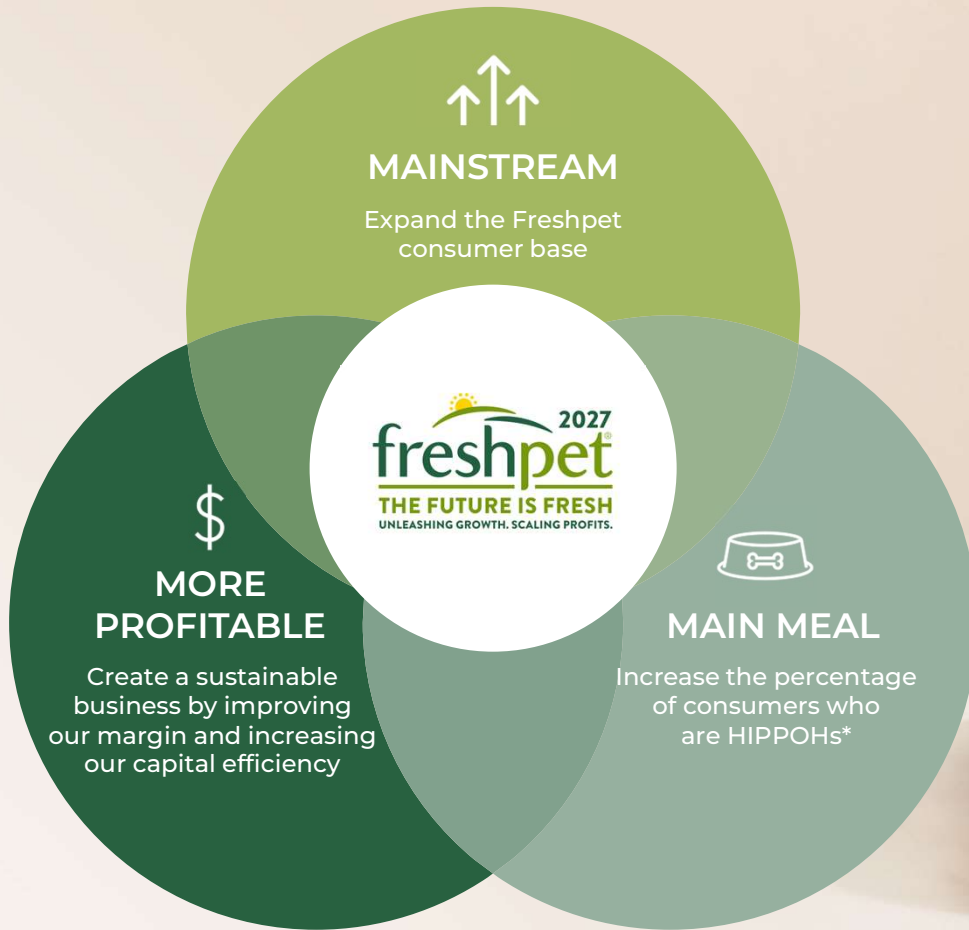 MAINSTREAM
Expand the Freshpet
consumer base
2027
freshpet®
THE FUTURE IS FRESH
UNLEASHING GROWTH. SCALING PROFITS.
$
MORE
PROFITABLE
Create a sustainable
business by improving
our margin and increasing
our capital efficiency
MAIN MEAL
Increase the percentage
of consumers who
are HIPPOHs*